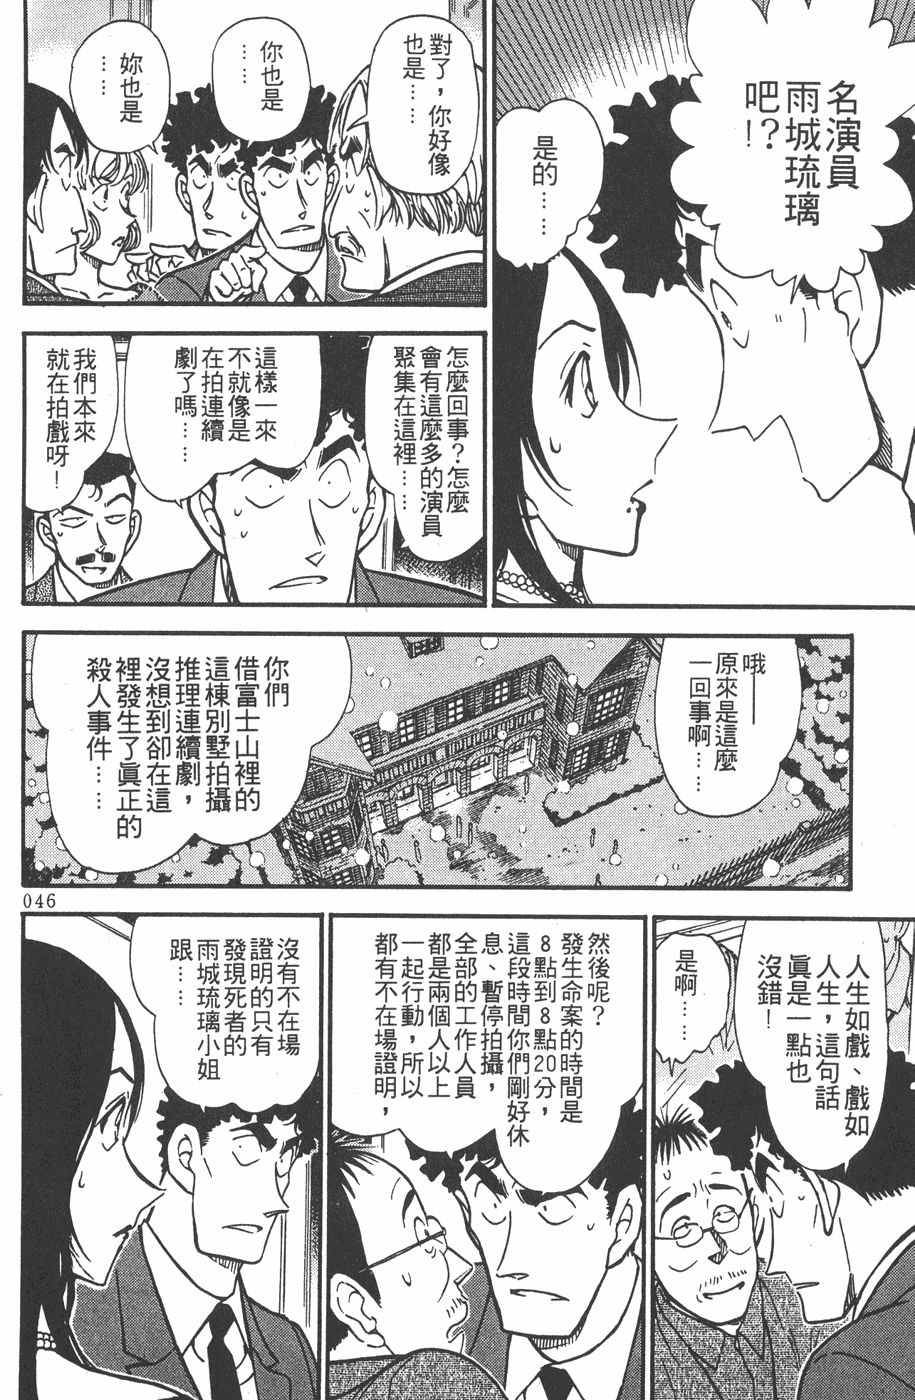 名演員
雨城琉璃
吧！？
是的……
對了，你好像
也是……
你也是
……
妳也是
……
怎麼回事？怎麼
會有這麼多的演員
聚集在這裡……
這樣一來
不就像是
在拍連續
劇了嗎……
我們本來
就在拍戲呀！
哦——
原來是這麼
一回事啊……
你們
借富士山裡的
這棟別墅拍攝
推理連續劇，
沒想到卻在這
裡發生了真正的
殺人事件……
046
人生如戲、戲如
人生，這句話
真是一點也
沒錯！
是啊……
然後呢？
發生命案的時間是
8點到8點20分，
這段時間你們剛好休
息、暫停拍攝，
全部的工作人員
都是兩個人以上
一起行動，所以
都有不在場證明，
沒有不在場
證明的只有
發現死者的
雨城琉璃小姐
跟……